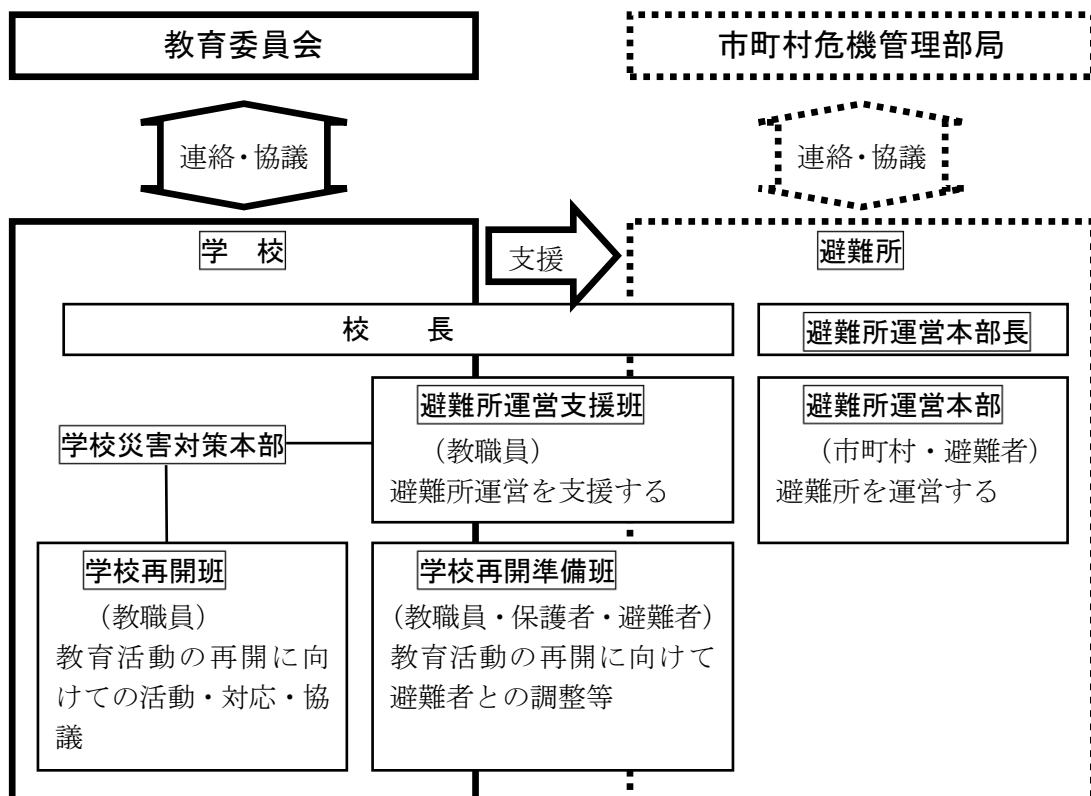 教育委員会
市町村危機管理部局
連絡・協議
連絡・協議
学　校
支援
避難所
校　　長
避難所運営本部長
避難所運営支援班
（教職員）
避難所運営を支援する
避難所運営本部
（市町村・避難者）
避難所を運営する
学校災害対策本部
学校再開班
（教職員）
教育活動の再開に向
けての活動・対応・協
議
学校再開準備班
（教職員・保護者・避難者）
教育活動の再開に向けて
避難者との調整等